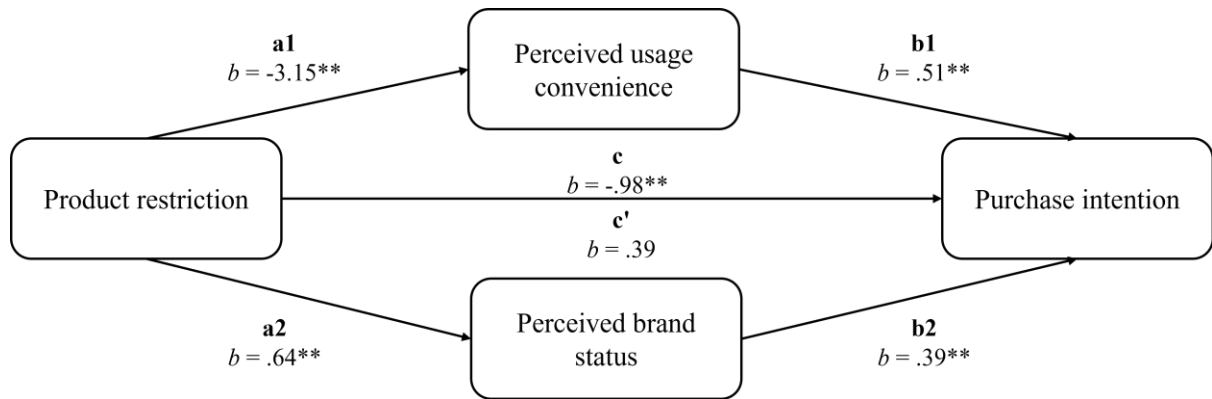 a1
b = -3.15**
Perceived usage
convenience
b1
b = .51**
Product restriction
c
b = -.98**
c'
b = .39
Purchase intention
a2
b = .64**
Perceived brand
status
b2
b = .39**